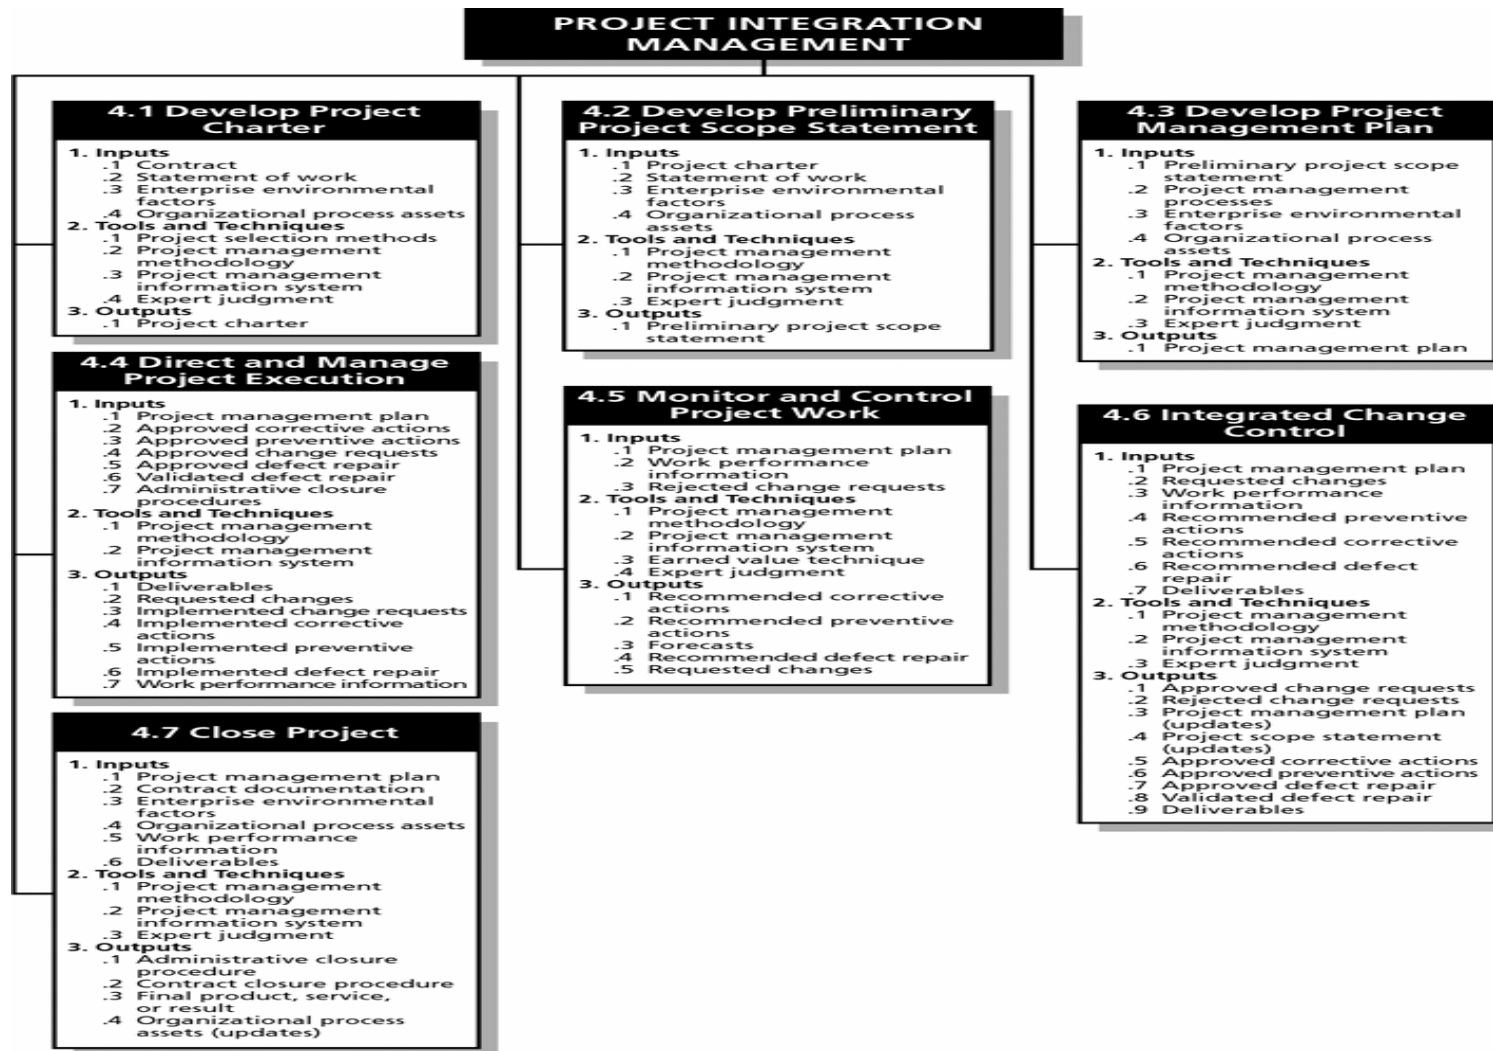 PROJECT INTEGRATION
MANAGEMENT
4.1 Develop Project
Charter
1. Inputs
.1 Contract
.2 Statement of work
.3 Enterprise environmental
factors
.4 Organizational process assets
2. Tools and Techniques
.1 Project selection methods
.2 Project management
methodology
.3 Project management
information system
.4 Expert judgment
3. Outputs
.1 Project charter
4.2 Develop Preliminary
Project Scope Statement
1. Inputs
.1 Project charter
.2 Statement of work
.3 Enterprise environmental
factors
.4 Organizational process
assets
2. Tools and Techniques
.1 Project management
methodology
.2 Project management
information system
.3 Expert judgment
3. Outputs
.1 Preliminary project scope
statement
4.3 Develop Project
Management Plan
1. Inputs
.1 Preliminary project scope
statement
.2 Project management
processes
.3 Enterprise environmental
factors
.4 Organizational process
assets
2. Tools and Techniques
.1 Project management
methodology
.2 Project management
information system
.3 Expert judgment
3. Outputs
.1 Project management plan
4.4 Direct and Manage
Project Execution
1. Inputs
.1 Project management plan
.2 Approved corrective actions
.3 Approved preventive actions
.4 Approved change requests
.5 Approved defect repair
.6 Validated defect repair
.7 Administrative closure
procedures
2. Tools and Techniques
.1 Project management
methodology
.2 Project management
information system
3. Outputs
.1 Deliverables
.2 Requested changes
.3 Implemented change requests
.4 Implemented corrective
actions
.5 Implemented preventive
actions
.6 Implemented defect repair
.7 Work performance information
4.5 Monitor and Control
Project Work
1. Inputs
.1 Project management plan
.2 Work performance
information
.3 Rejected change requests
2. Tools and Techniques
.1 Project management
methodology
.2 Project management
information system
.3 Earned value technique
.4 Expert judgment
3. Outputs
.1 Recommended corrective
actions
.2 Recommended preventive
actions
.3 Forecasts
.4 Recommended defect repair
.5 Requested changes
4.6 Integrated Change
Control
1. Inputs
.1 Project management plan
.2 Requested changes
.3 Work performance
information
.4 Recommended preventive
actions
.5 Recommended corrective
actions
.6 Recommended defect
repair
.7 Deliverables
2. Tools and Techniques
.1 Project management
methodology
.2 Project management
information system
.3 Expert judgment
3. Outputs
.1 Approved change requests
.2 Rejected change requests
.3 Project management plan
(updates)
.4 Project scope statement
(updates)
.5 Approved corrective actions
.6 Approved preventive actions
.7 Approved defect repair
.8 Validated defect repair
.9 Deliverables
4.7 Close Project
1. Inputs
.1 Project management plan
.2 Contract documentation
.3 Enterprise environmental
factors
.4 Organizational process assets
.5 Work performance
information
.6 Deliverables
2. Tools and Techniques
.1 Project management
methodology
.2 Project management
information system
.3 Expert judgment
3. Outputs
.1 Administrative closure
procedure
.2 Contract closure procedure
.3 Final product, service,
or result
.4 Organizational process
assets (updates)